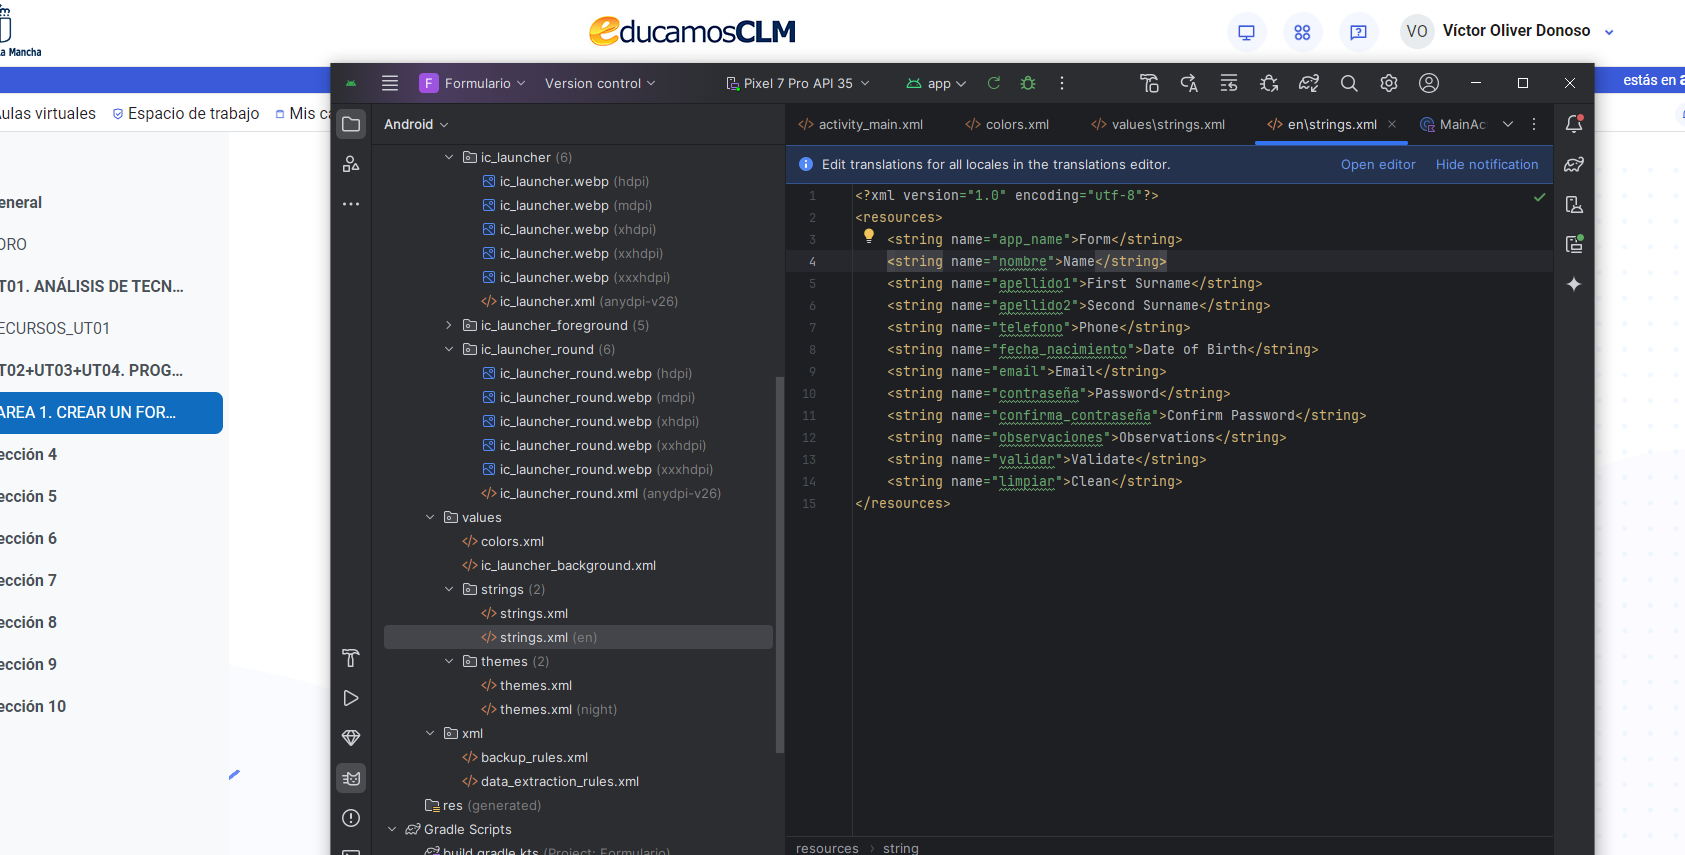 a Mancha
educamosCLM
VO Víctor Oliver Donoso
estás en a
ulas virtuales
Espacio de trabajo
Mis ca
eneral
ORO
T01. ANÁLISIS DE TECN...
ECURSOS_UT01
T02+UT03+UT04. PROG...
AREA 1. CREAR UN FOR...
ección 4
ección 5
ección 6
ección 7
ección 8
ección 9
ección 10
F Formulario
Version control
Pixel 7 Pro API 35
app
Android
ic_launcher (6)
ic_launcher.webp (hdpi)
ic_launcher.webp (mdpi)
ic_launcher.webp (xhdpi)
ic_launcher.webp (xxhdpi)
ic_launcher.webp (xxxhdpi)
ic_launcher.xml (anydpi-v26)
ic_launcher_foreground (5)
ic_launcher_round (6)
ic_launcher_round.webp (hdpi)
ic_launcher_round.webp (mdpi)
ic_launcher_round.webp (xhdpi)
ic_launcher_round.webp (xxhdpi)
ic_launcher_round.webp (xxxhdpi)
ic_launcher_round.xml (anydpi-v26)
values
colors.xml
ic_launcher_background.xml
strings (2)
strings.xml
strings.xml (en)
themes (2)
themes.xml
themes.xml (night)
xml
backup_rules.xml
data_extraction_rules.xml
res (generated)
Gradle Scripts
build.gradle.kts (Project: Formulario)
activity_main.xml
colors.xml
values\strings.xml
en\strings.xml
MainAc
Edit translations for all locales in the translations editor.
Open editor
Hide notification
1 <?xml version="1.0" encoding="utf-8"?>
2 <resources>
3 <string name="app_name">Form</string>
4 <string name="nombre">Name</string>
5 <string name="apellido1">First Surname</string>
6 <string name="apellido2">Second Surname</string>
7 <string name="telefono">Phone</string>
8 <string name="fecha_nacimiento">Date of Birth</string>
9 <string name="email">Email</string>
10 <string name="contraseña">Password</string>
11 <string name="confirma_contraseña">Confirm Password</string>
12 <string name="observaciones">Observations</string>
13 <string name="validar">Validate</string>
14 <string name="limpiar">Clean</string>
15 </resources>
resources > string